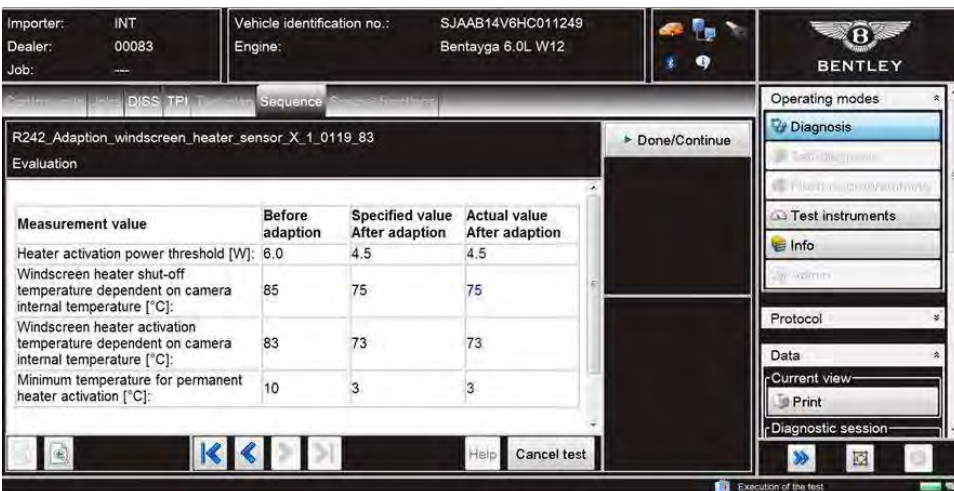 Importer: INT
Dealer: 00083
Job: ---
Vehicle identification no.: SJAAB14V6HC011249
Engine: Bentayga 6.0L W12
BENTLEY
DISS TPI Sequence
R242_Adaption_windscreen_heater_sensor_X_1_0119_83
Evaluation
Done/Continue
Measurement value Before adaption Specified value After adaption Actual value After adaption
Heater activation power threshold [W]: 6.0 4.5 4.5
Windscreen heater shut-off
temperature dependent on camera 85 75 75
internal temperature [°C]:
Windscreen heater activation
temperature dependent on camera 83 73 73
internal temperature [°C]:
Minimum temperature for permanent 10 3 3
heater activation [°C]:
Help Cancel test
Operating modes
Diagnosis
Test instruments
Info
Admin
Protocol
Data
Current view
Print
Diagnostic session
Execution of the test